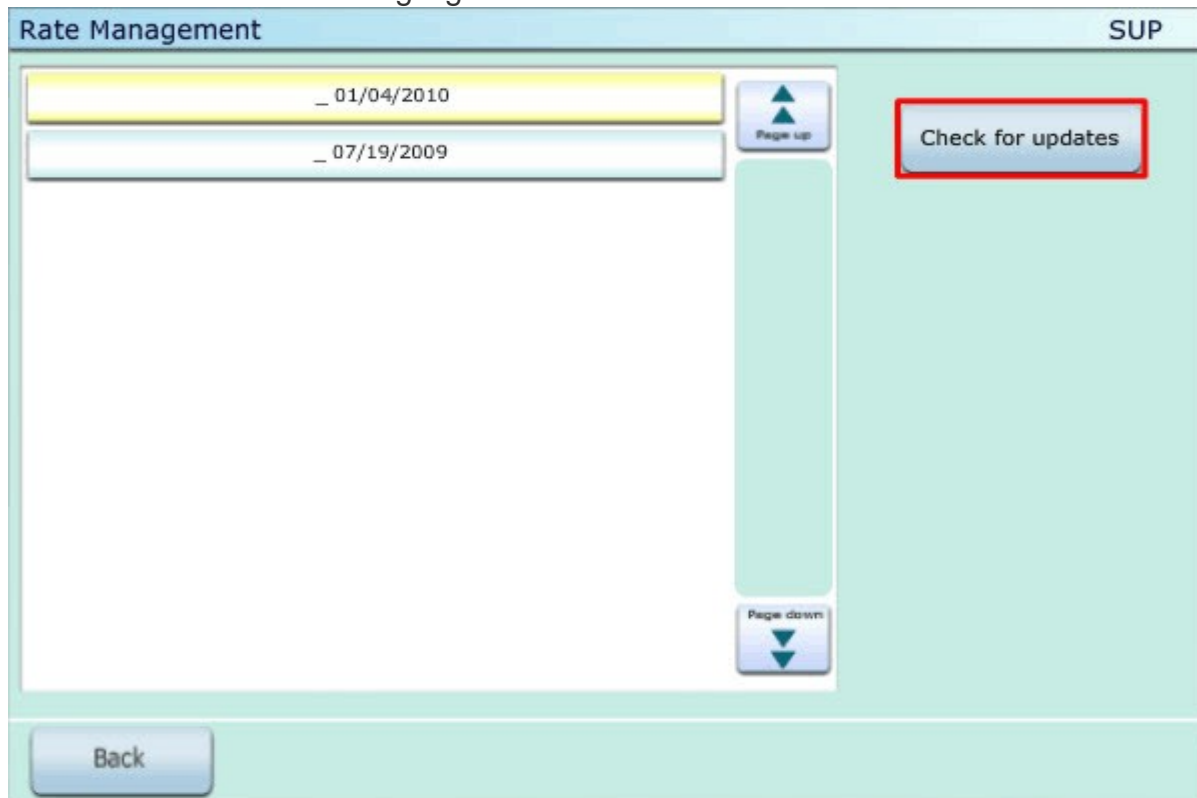 Rate Management SUP
_ 01/04/2010
Page up
Check for updates
_ 07/19/2009
Page down
Back